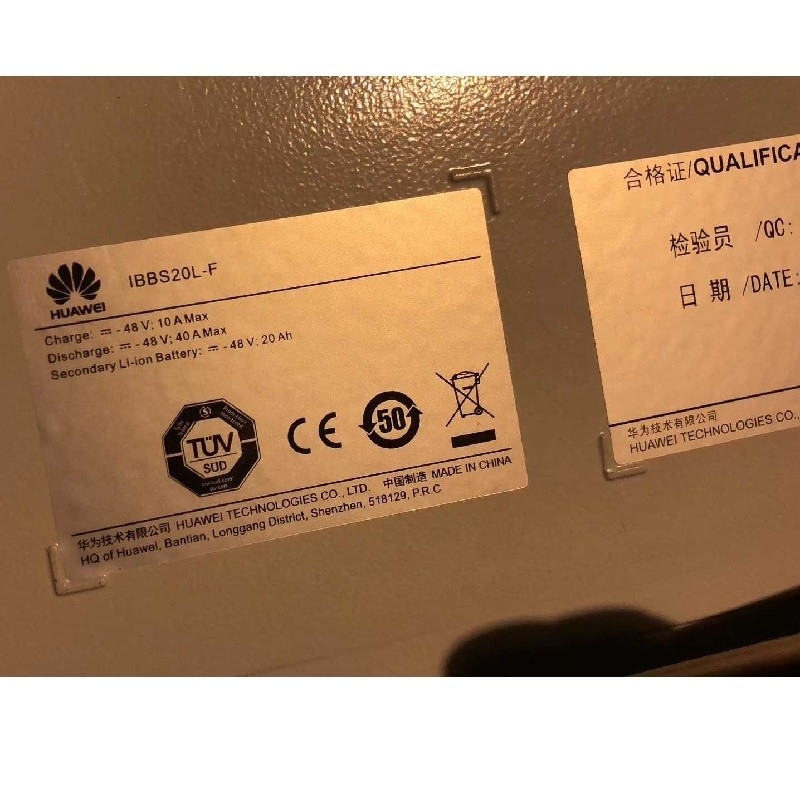 HUAWEI
IBBS20L-F
Charge: ⎓ - 48 V; 10 A Max
Discharge: ⎓ - 48 V; 40 A Max
Secondary Li-ion Battery: ⎓ - 48 V; 20 Ah
TÜV
SUD
CE
50
华为技术有限公司 HUAWEI TECHNOLOGIES CO., LTD. 中国制造 MADE IN CHINA
HQ of Huawei, Bantian, Longgang District, Shenzhen, 518129, P.R.C
合格证/QUALIFICA
检验员 /QC:
日 期 /DATE:
华为技术有限公司
HUAWEI TECHNOLOGIES CO.,